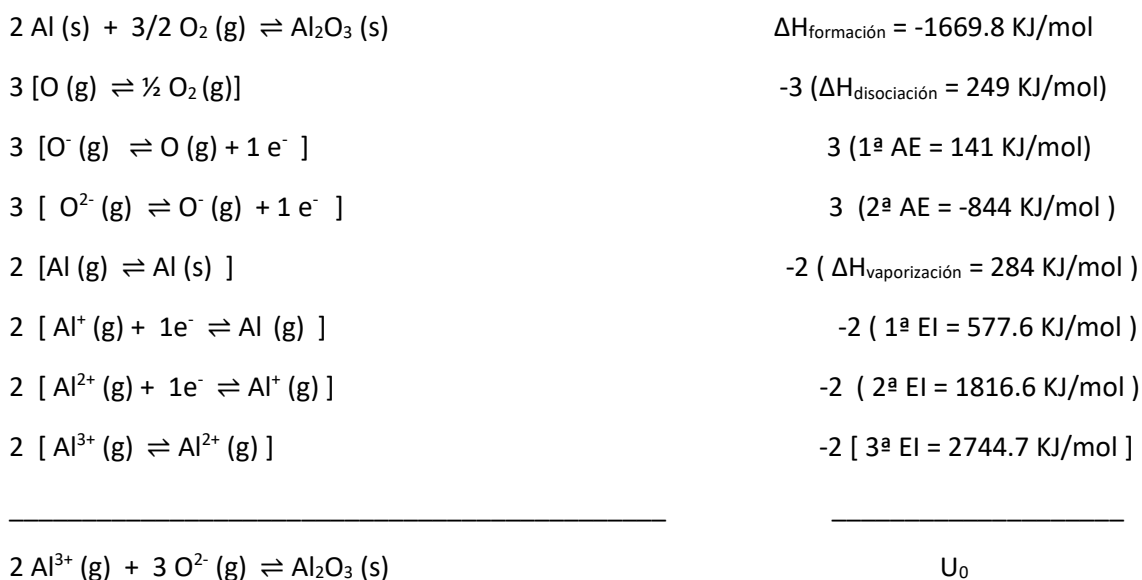 2 Al (s) + 3/2 O₂ (g) ⇌ Al₂O₃ (s) ΔHformación = -1669.8 KJ/mol
3 [O (g) ⇌ ½ O₂ (g)] -3 (ΔHdisociación = 249 KJ/mol)
3 [O⁻ (g) ⇌ O (g) + 1 e⁻ ] 3 (1ª AE = 141 KJ/mol)
3 [ O²⁻ (g) ⇌ O⁻ (g) + 1 e⁻ ] 3 (2ª AE = -844 KJ/mol )
2 [Al (g) ⇌ Al (s) ] -2 ( ΔHvaporización = 284 KJ/mol )
2 [ Al⁺ (g) + 1e⁻ ⇌ Al (g) ] -2 ( 1ª EI = 577.6 KJ/mol )
2 [ Al²⁺ (g) + 1e⁻ ⇌ Al⁺ (g) ] -2 ( 2ª EI = 1816.6 KJ/mol )
2 [ Al³⁺ (g) ⇌ Al²⁺ (g) ] -2 [ 3ª EI = 2744.7 KJ/mol ]
2 Al³⁺ (g) + 3 O²⁻ (g) ⇌ Al₂O₃ (s) U₀